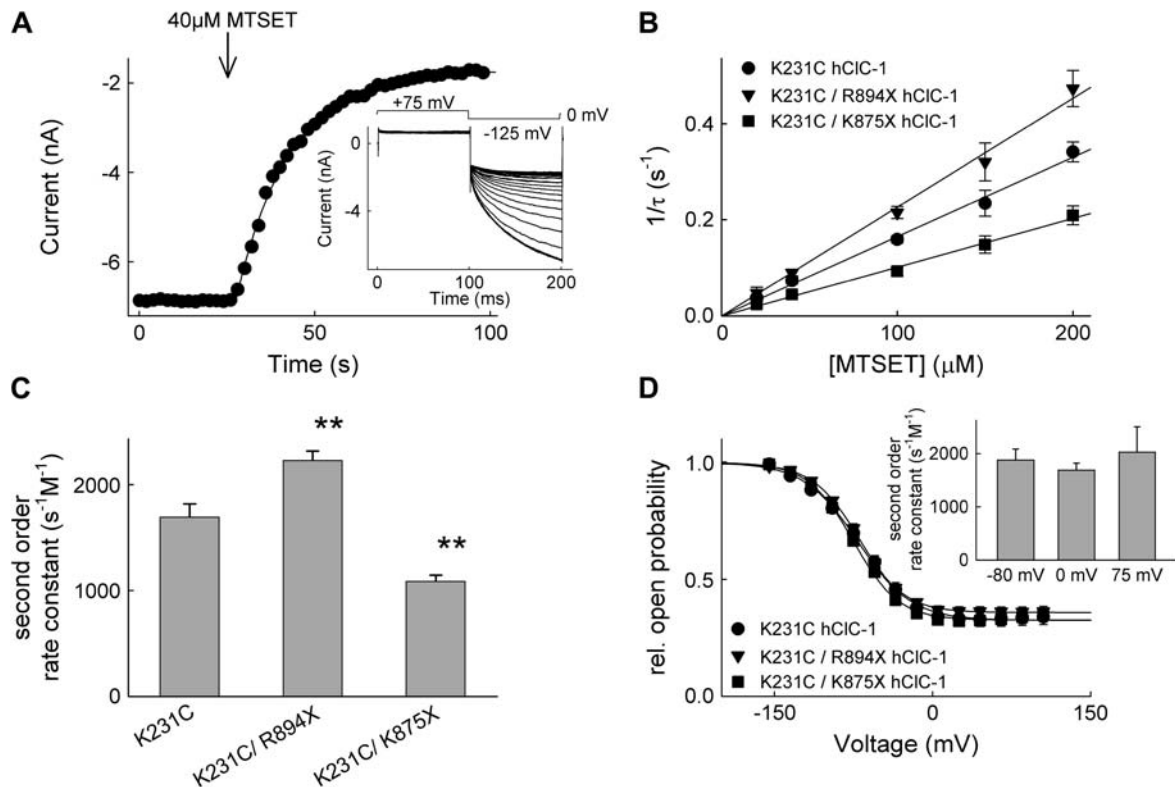 A
40μM MTSET
-2
-4
-6
Current (nA)
0
50
100
Time (s)
+75 mV
0 mV
-125 mV
0
-4
Current (nA)
0
100
200
Time (ms)
B
K231C hClC-1
K231C / R894X hClC-1
K231C / K875X hClC-1
0.4
0.2
0.0
1/τ (s⁻¹)
0
100
200
[MTSET] (μM)
C
second order
rate constant (s⁻¹M⁻¹)
2000
1000
0
**
**
K231C
K231C/ R894X
K231C/ K875X
D
1.0
0.5
0.0
rel. open probability
K231C hClC-1
K231C / R894X hClC-1
K231C / K875X hClC-1
-150
0
150
Voltage (mV)
second order
rate constant (s⁻¹M⁻¹)
2000
1000
0
-80 mV
0 mV
75 mV